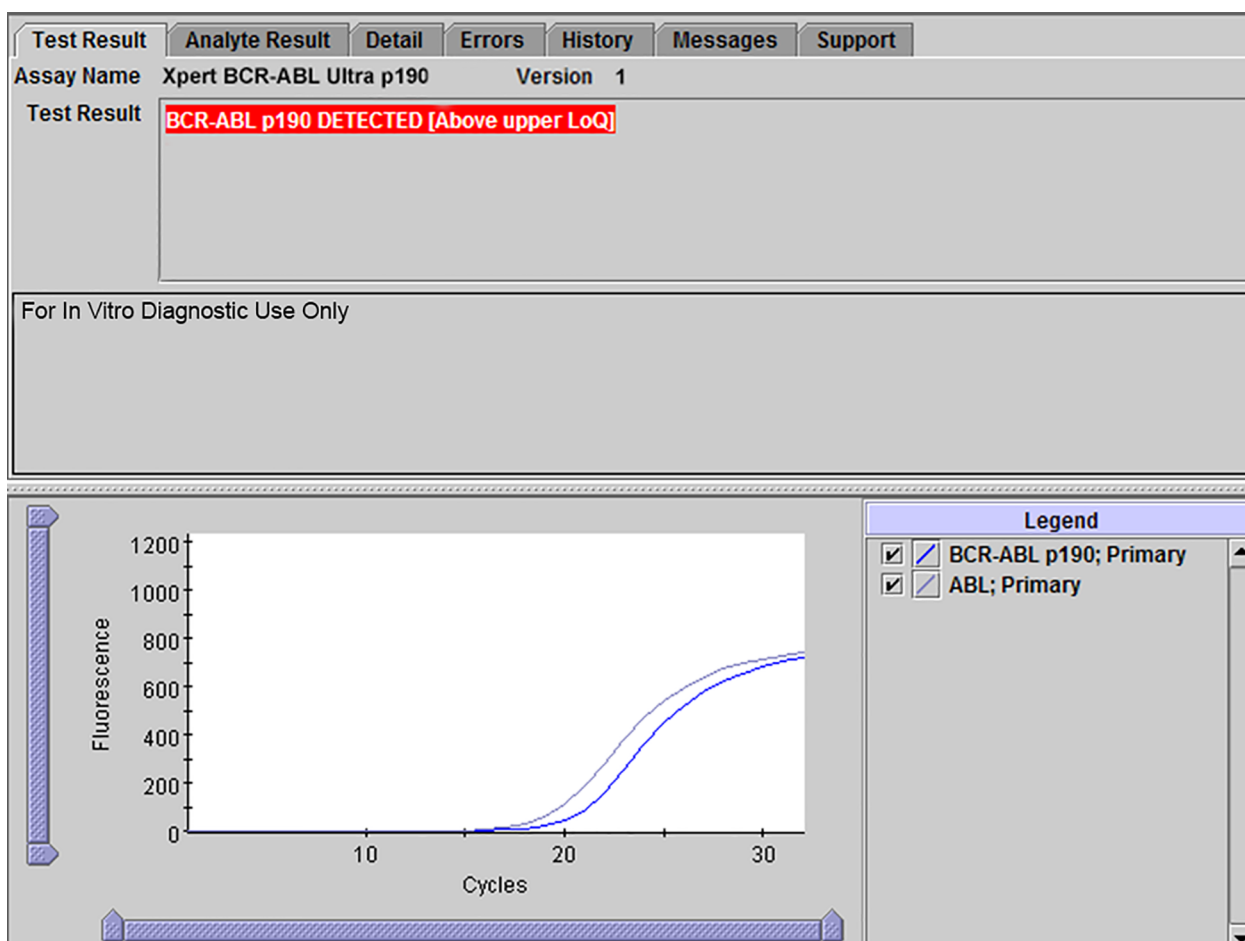 Test Result Analyte Result Detail Errors History Messages Support
Assay Name Xpert BCR-ABL Ultra p190 Version 1
Test Result BCR-ABL p190 DETECTED [Above upper LoQ]
For In Vitro Diagnostic Use Only
Legend
BCR-ABL p190; Primary
ABL; Primary
1200
1000
800
600
400
200
0
Fluorescence
10 20 30
Cycles